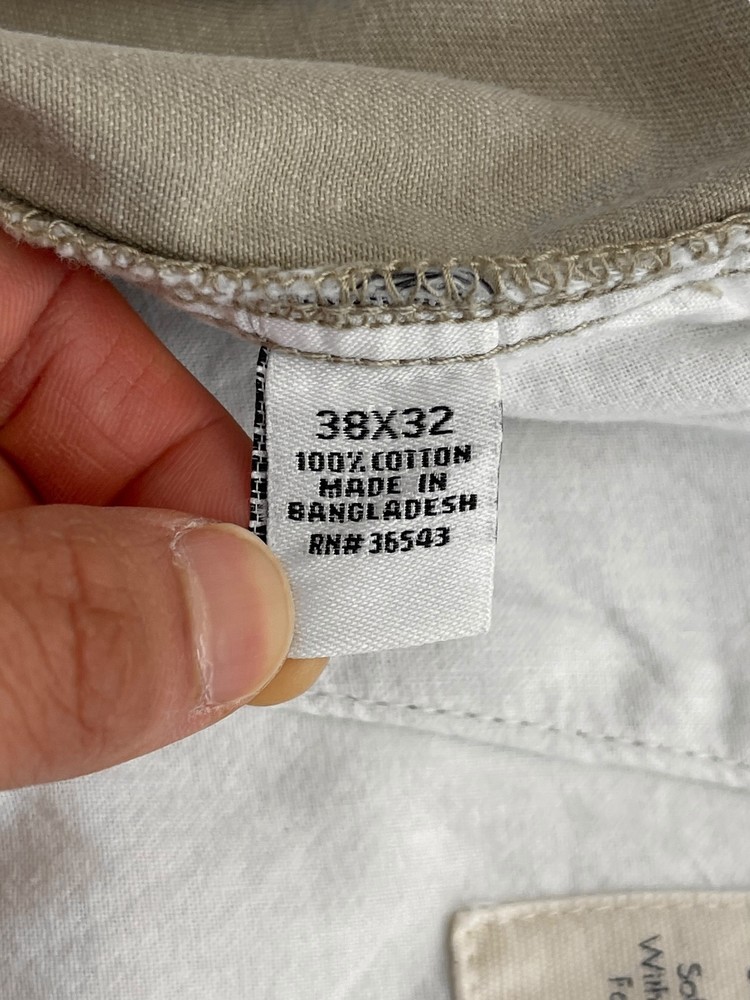 38X32
100% COTTON
MADE IN
BANGLADESH
RN# 36543